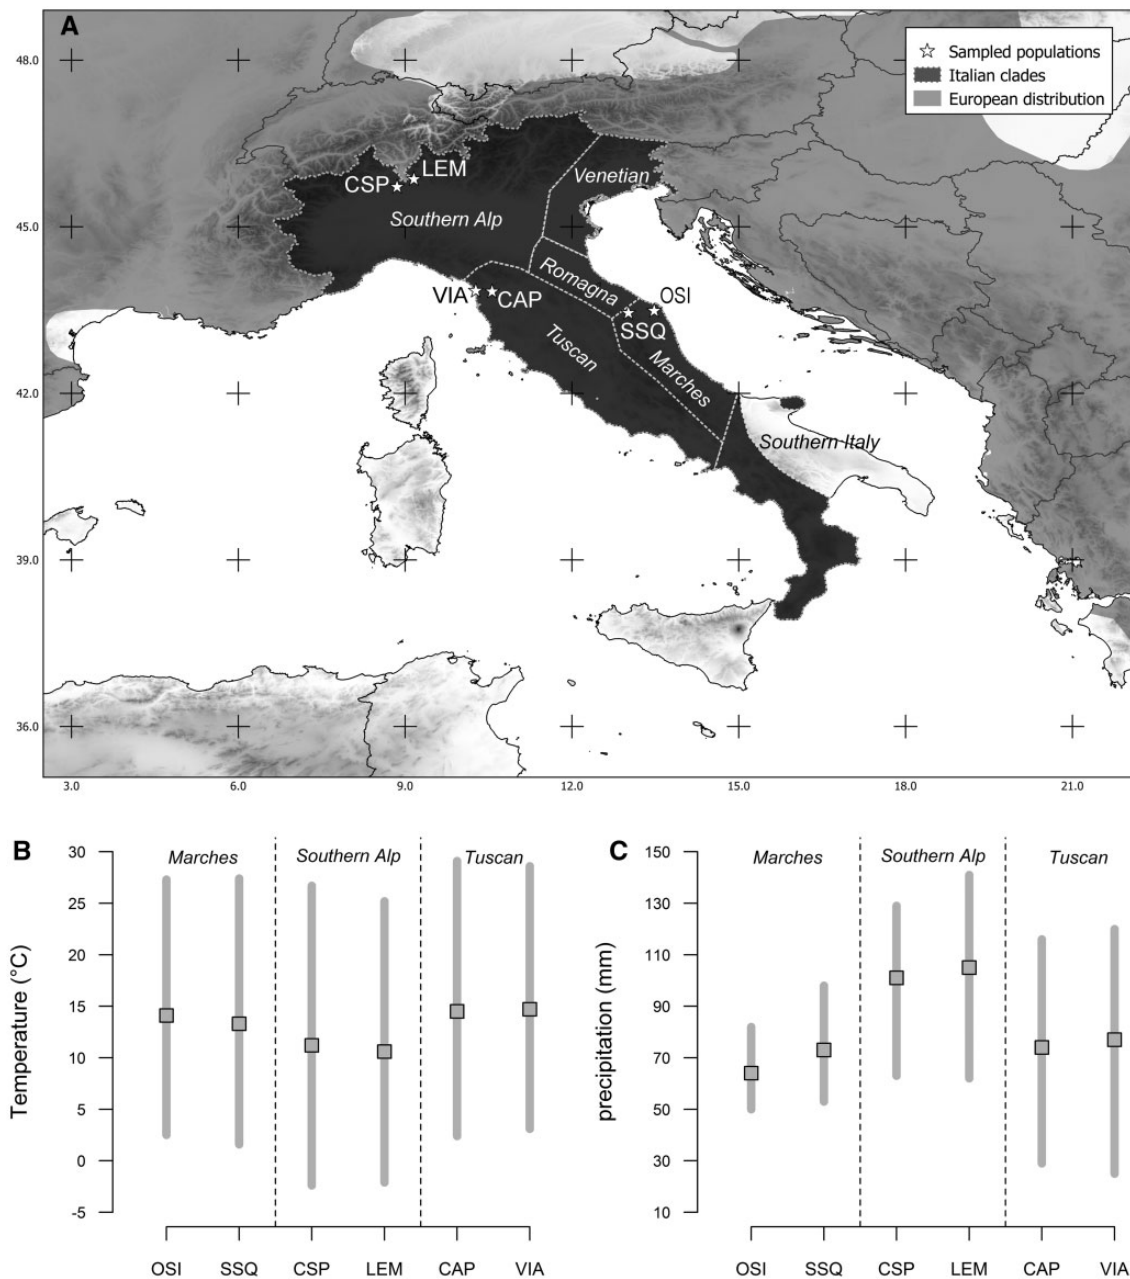 A
48.0
45.0
42.0
39.0
36.0
3.0 6.0 9.0 12.0 15.0 18.0 21.0
Sampled populations
Italian clades
European distribution
LEM
CSP
Venetian
Southern Alp
VIA CAP
Romagna
OSI
SSQ
Tuscan
Marches
Southern Italy
B
Temperature (°C)
30
25
20
15
10
5
0
-5
Marches Southern Alp Tuscan
OSI SSQ CSP LEM CAP VIA
C
precipitation (mm)
150
130
110
90
70
50
30
10
Marches Southern Alp Tuscan
OSI SSQ CSP LEM CAP VIA